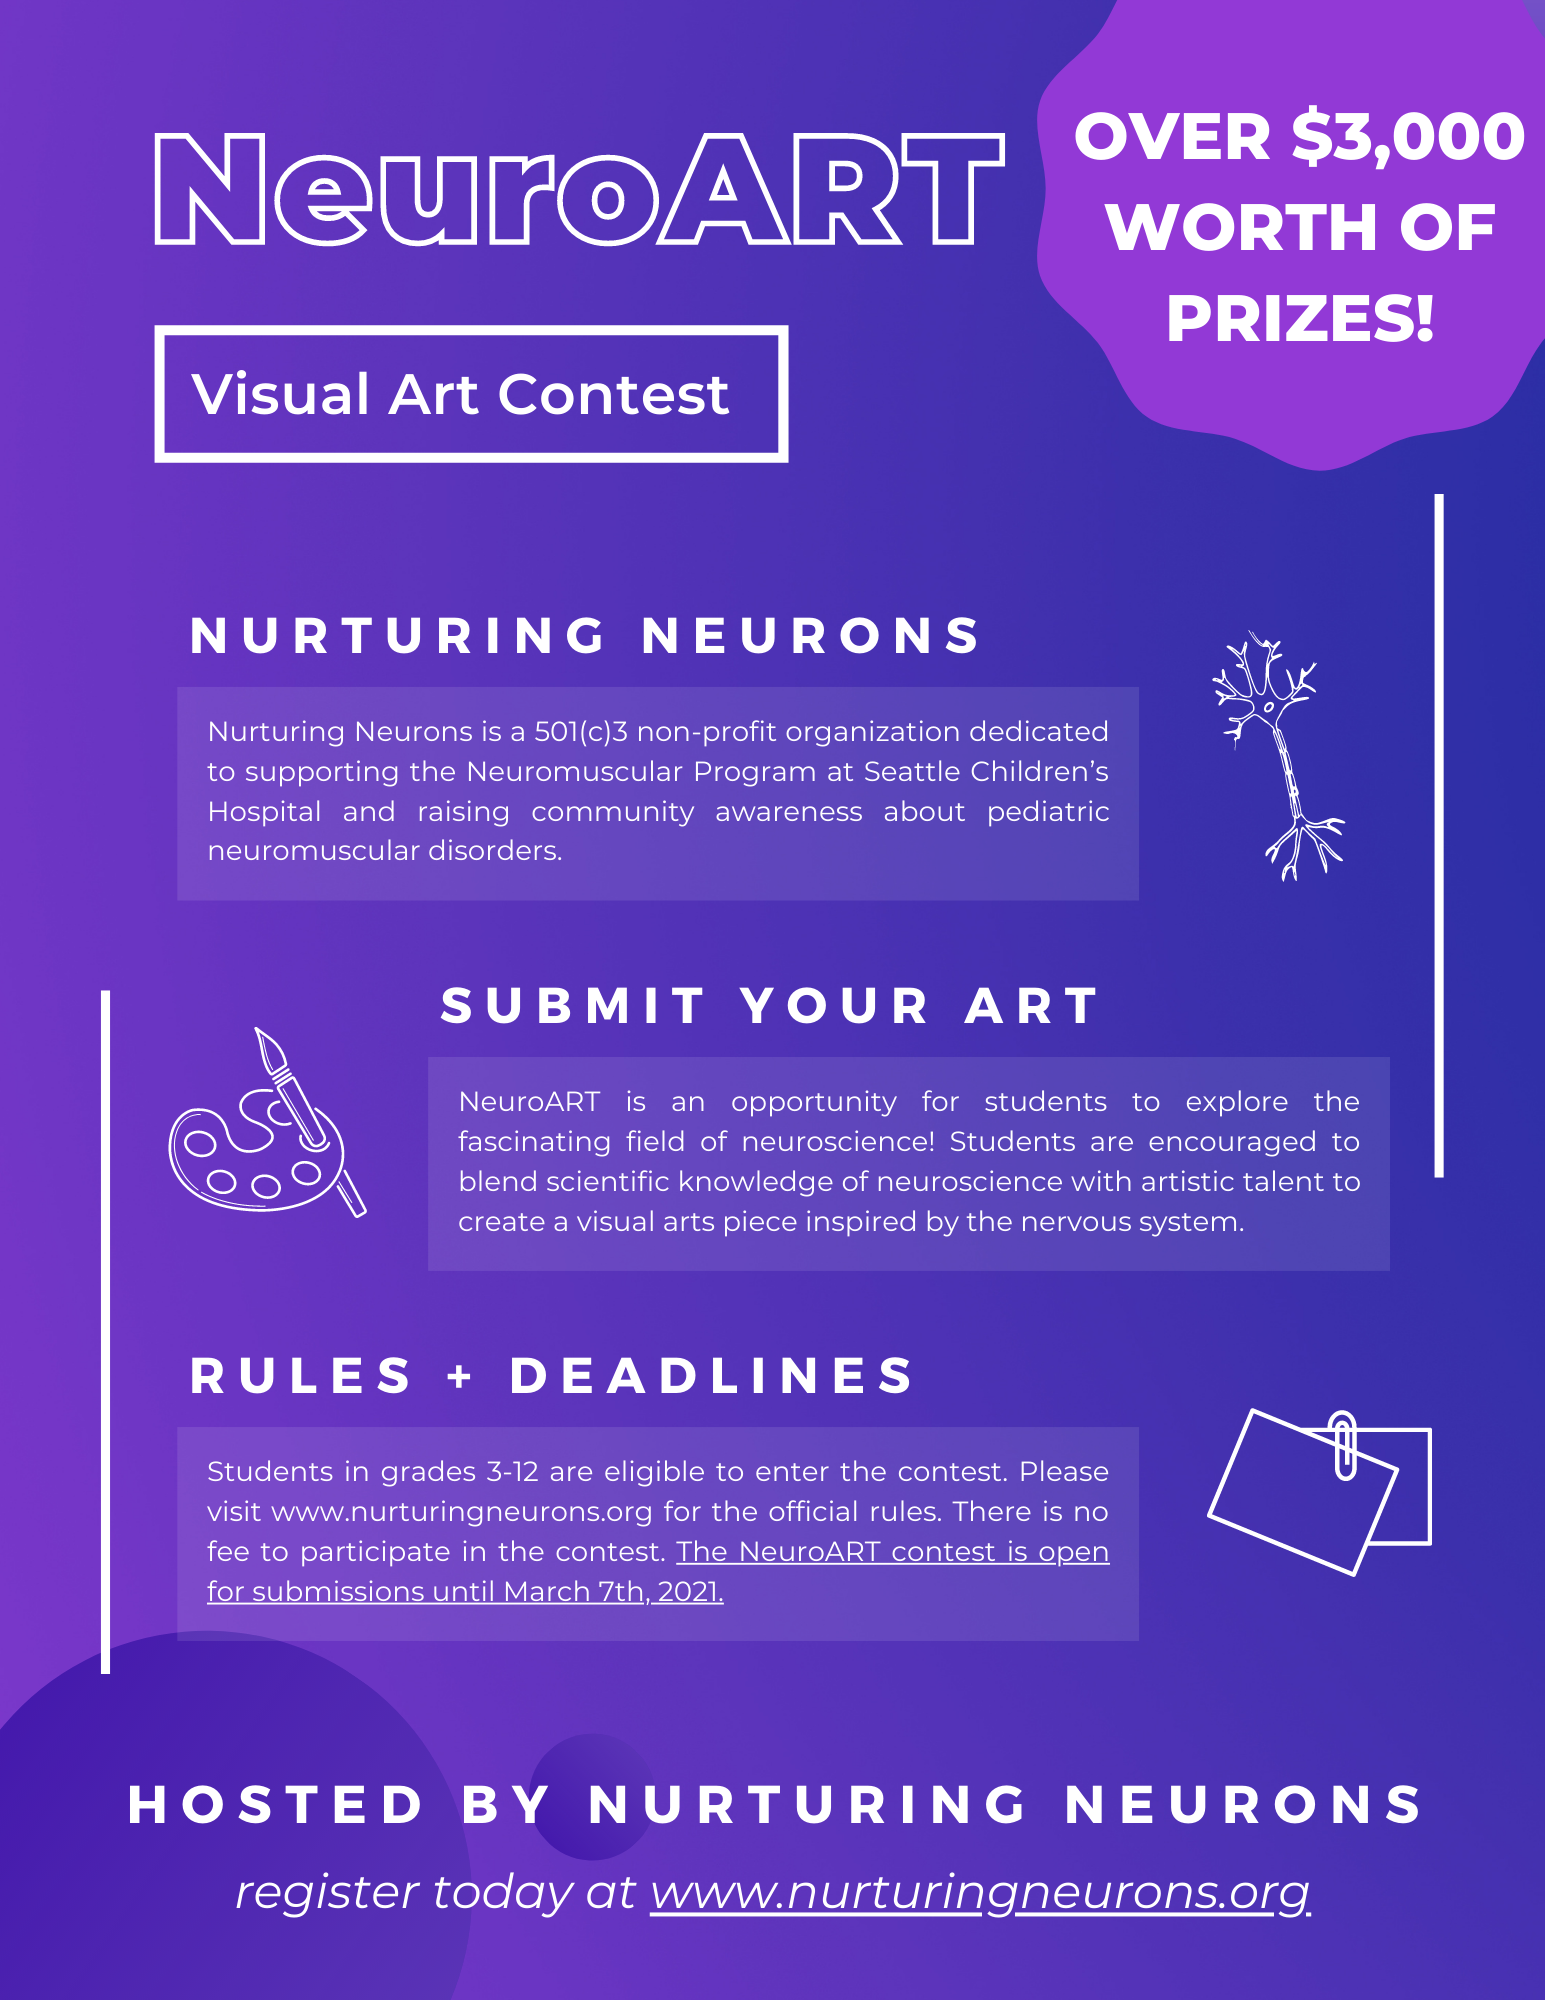 NeuroART
OVER $3,000
WORTH OF
PRIZES!
Visual Art Contest
NURTURING NEURONS
Nurturing Neurons is a 501(c)3 non-profit organization dedicated
to supporting the Neuromuscular Program at Seattle Children’s
Hospital and raising community awareness about pediatric
neuromuscular disorders.
SUBMIT YOUR ART
NeuroART is an opportunity for students to explore the
fascinating field of neuroscience! Students are encouraged to
blend scientific knowledge of neuroscience with artistic talent to
create a visual arts piece inspired by the nervous system.
RULES + DEADLINES
Students in grades 3-12 are eligible to enter the contest. Please
visit www.nurturingneurons.org for the official rules. There is no
fee to participate in the contest. The NeuroART contest is open
for submissions until March 7th, 2021.
HOSTED BY NURTURING NEURONS
register today at www.nurturingneurons.org